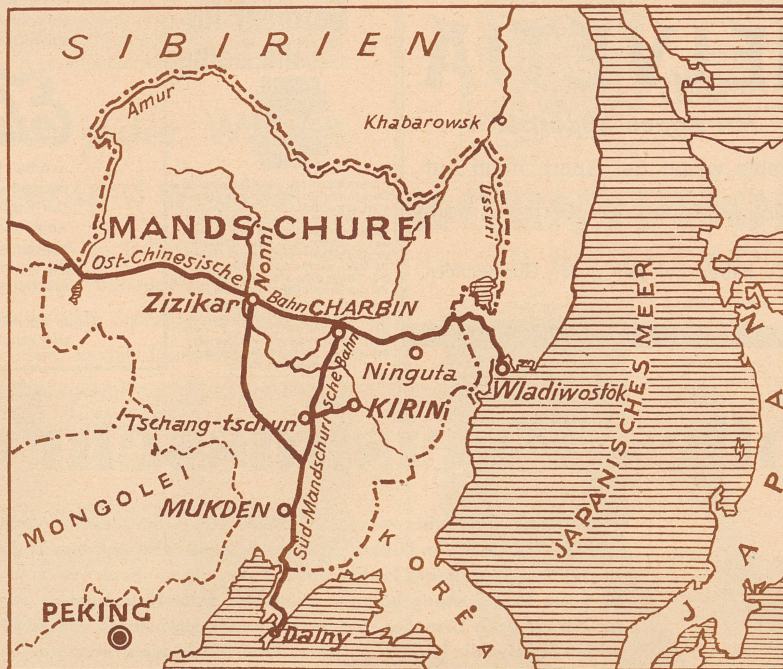 SIBIRIEN
Amur
Khabarowsk
Ussuri
MANDSCHUREI
Ost-Chinesische Bahn
Nonni
Zizikar
CHARBIN
Ninguta
Wladiwostok
Tschang-tschun
KIRIN
Süd-Mandschurische Bahn
MONGOLEI
MUKDEN
KOREA
JAPANISCHES MEER
JAPAN
PEKING
Dalny